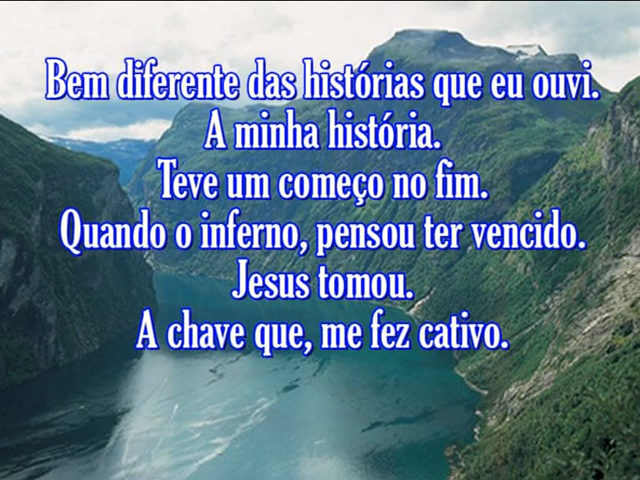 Bem diferente das histórias que eu ouvi.
A minha história.
Teve um começo no fim.
Quando o inferno, pensou ter vencido.
Jesus tomou.
A chave que, me fez cativo.